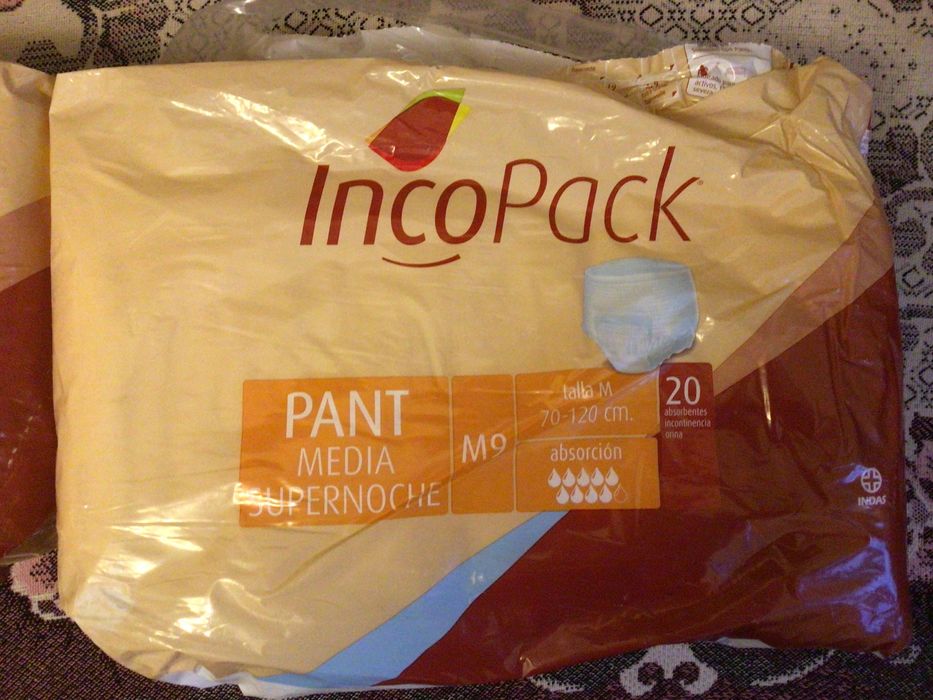 IncoPack
PANT
MEDIA
SUPERNOCHE
M9
talla M
70-120 cm.
absorción
20
absorbentes
incontinencia
orina
INDAS